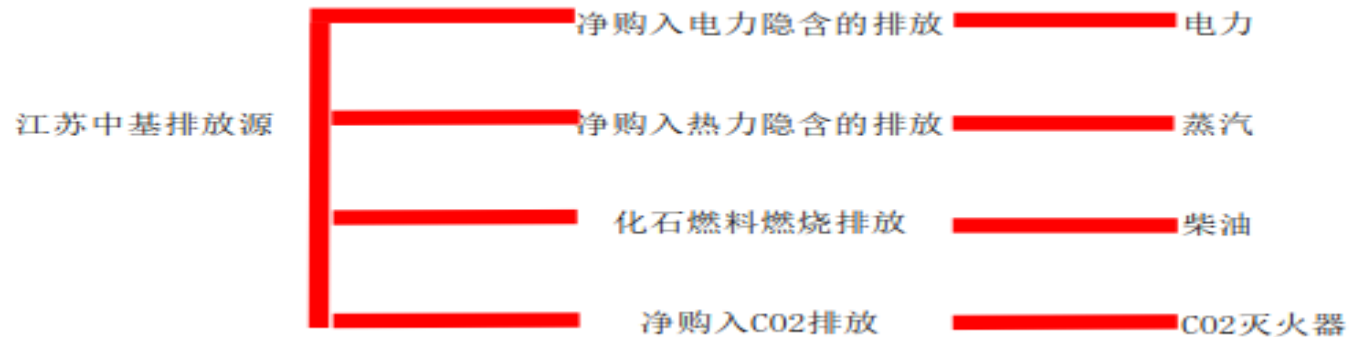 净购入电力隐含的排放 电力
江苏中基排放源 净购入热力隐含的排放 蒸汽
化石燃料燃烧排放 柴油
净购入CO2排放 CO2灭火器